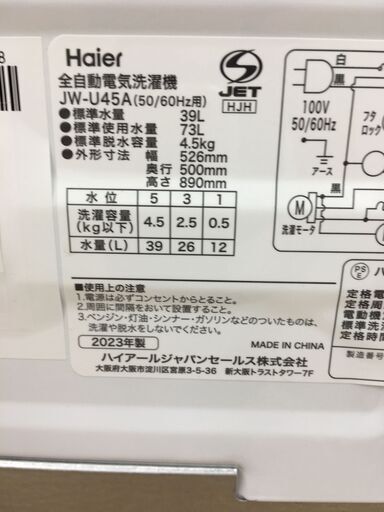 8
Haier
全自動電気洗濯機
JW-U45A(50/60Hz用)
●標準水量 39L
●標準使用水量 73L
●標準脱水容量 4.5kg
●外形寸法 幅 526mm
奥行 500mm
高さ 890mm
S
JET
HJH
白
黒
100V
50/60Hz
アース
フタ
ロック
黒
M
洗濯モータ
水位 5 3 1
洗濯容量(kg以下) 4.5 2.5 0.5
水量(L) 39 26 12
■使用上の注意
1.電源は必ずコンセントからとること。
2.周囲に間隔をおいて設置すること。
3.ベンジン・灯油・シンナー・ガソリンなどのついたものは、
洗濯や脱水をしないでください。
2023年製
MADE IN CHINA
ハイアールジャパンセールス株式会社
大阪府大阪市淀川区宮原3-5-36 新大阪トラストタワー7F
PS
E
ハ
定格電
定格周
電動機
標準洗
製造番号